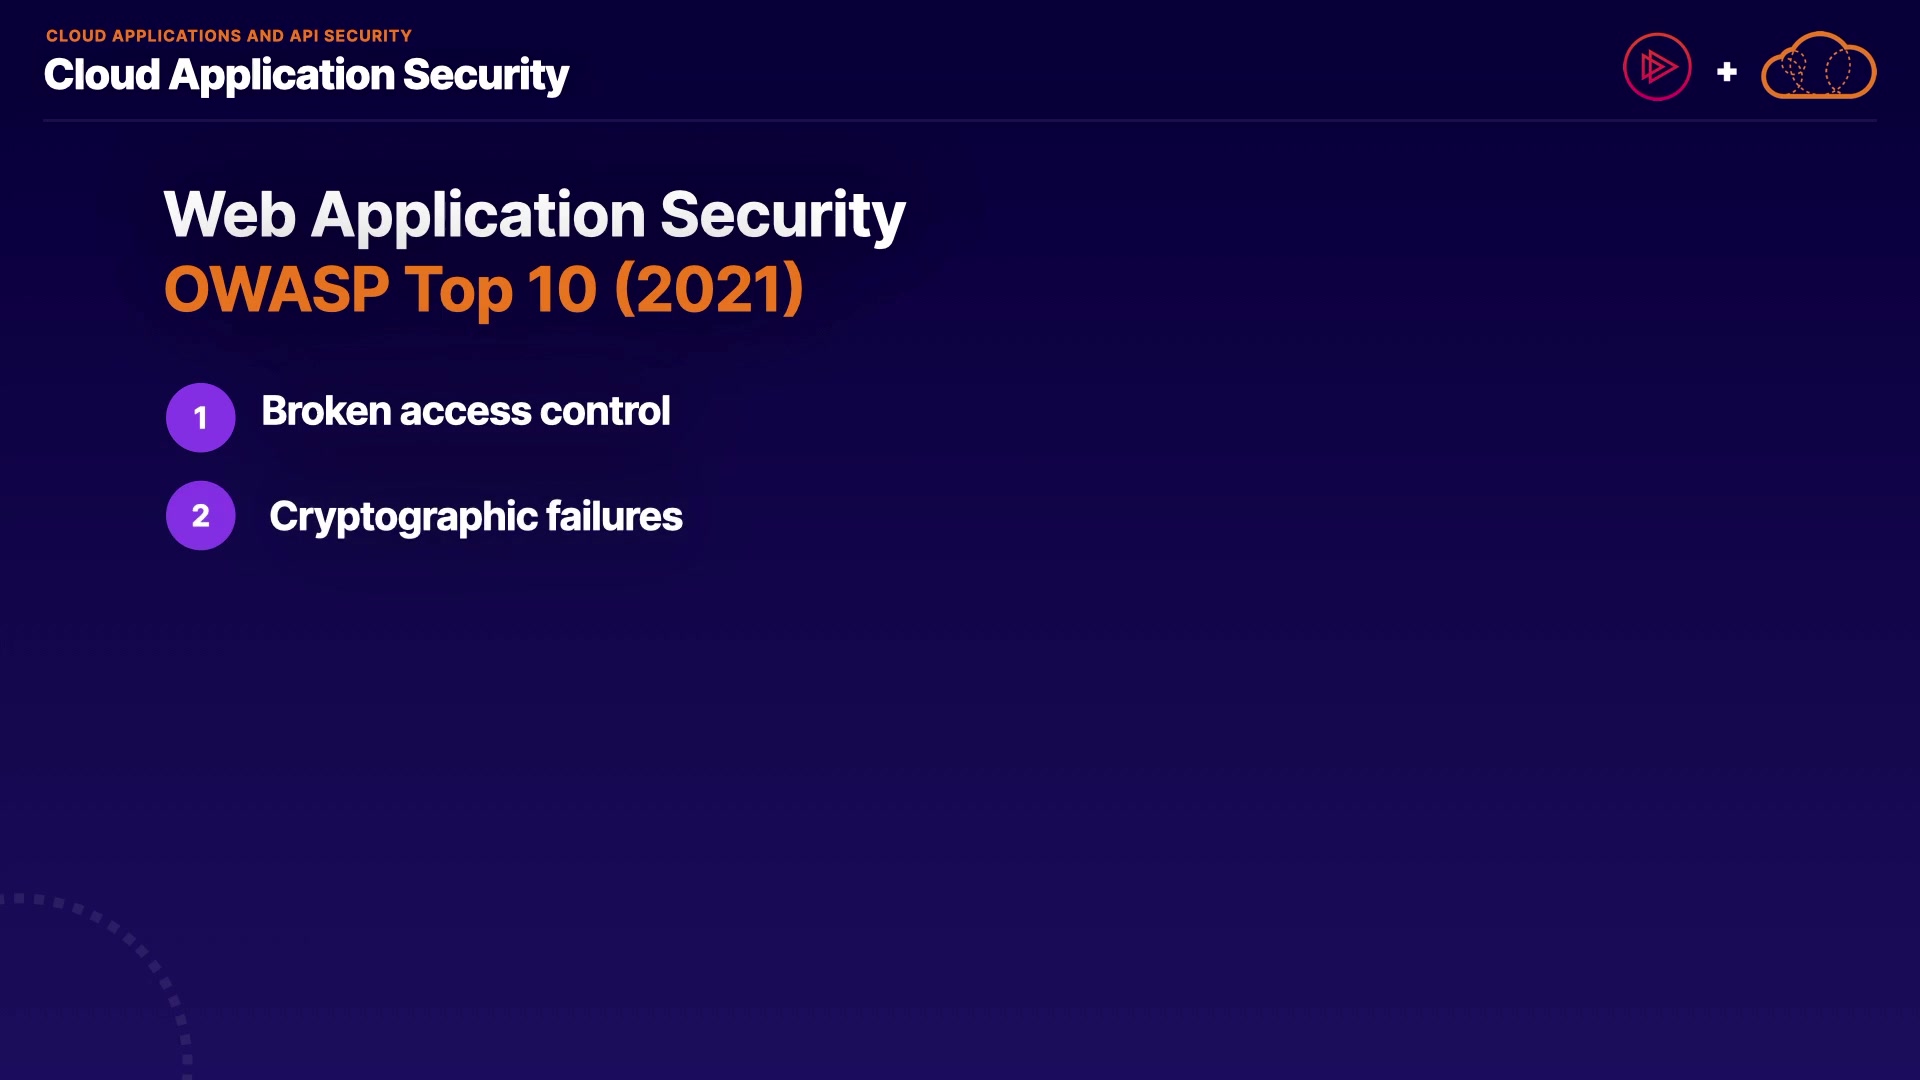 CLOUD APPLICATIONS AND API SECURITY
Cloud Application Security
+
Web Application Security
OWASP Top 10 (2021)
1 Broken access control
2 Cryptographic failures